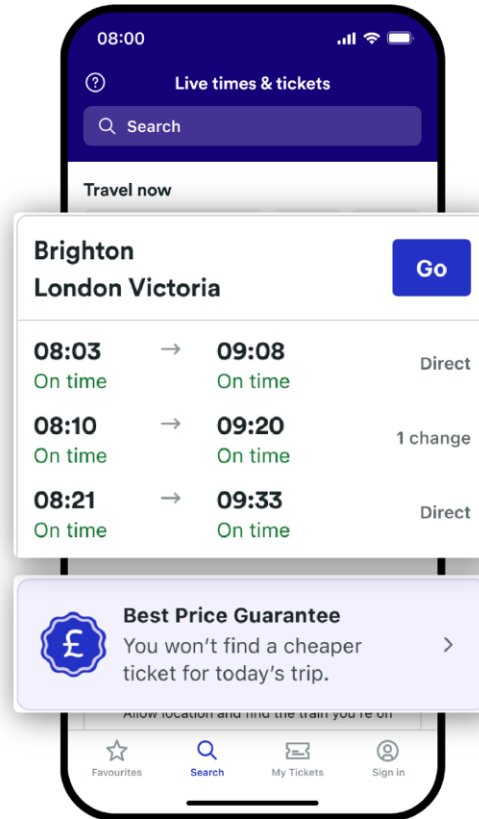 08:00
Live times & tickets
Search
Travel now
Brighton
London Victoria
Go
08:03 → 09:08 Direct
On time On time
08:10 → 09:20 1 change
On time On time
08:21 → 09:33 Direct
On time On time
£
Best Price Guarantee
You won't find a cheaper
ticket for today's trip.
Allow location and find the train you're on
Favourites Search My Tickets Sign in